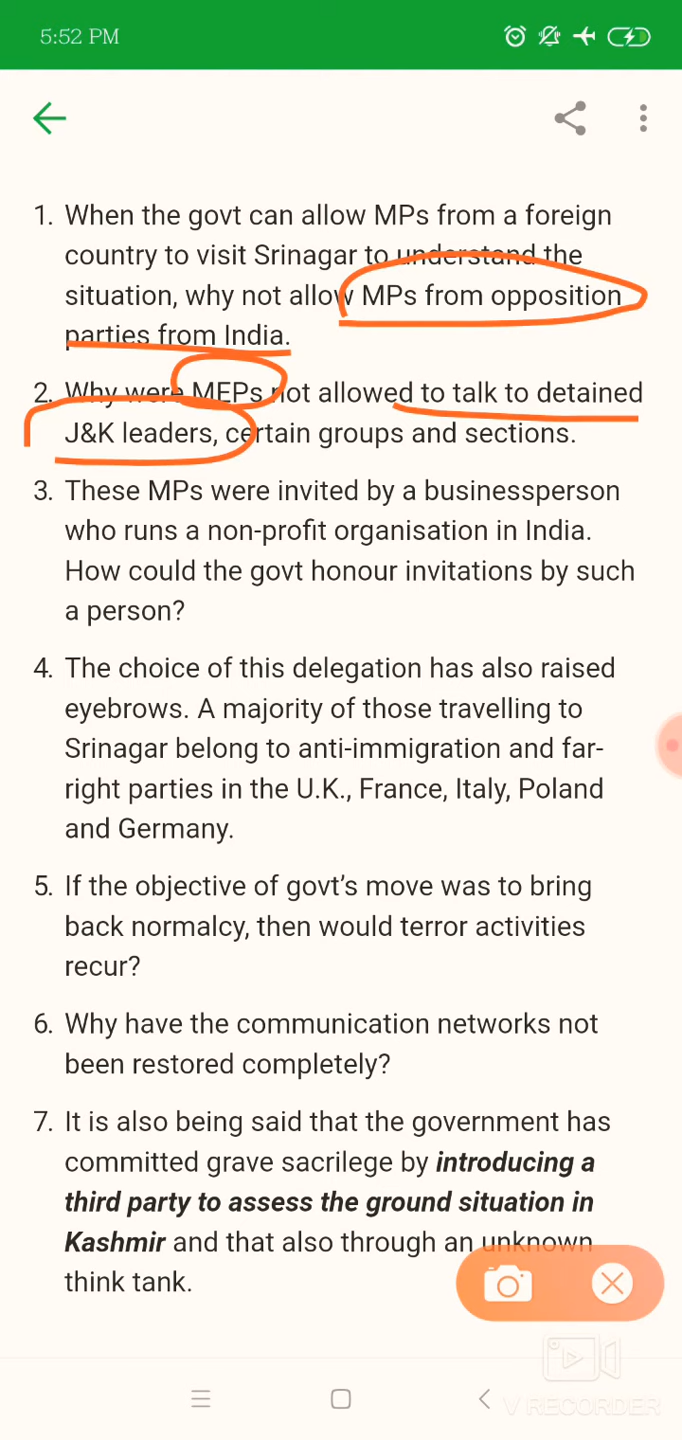 5:52 PM
1. When the govt can allow MPs from a foreign
country to visit Srinagar to understand the
situation, why not allow MPs from opposition
parties from India.
2. Why were MEPs not allowed to talk to detained
J&K leaders, certain groups and sections.
3. These MPs were invited by a businessperson
who runs a non-profit organisation in India.
How could the govt honour invitations by such
a person?
4. The choice of this delegation has also raised
eyebrows. A majority of those travelling to
Srinagar belong to anti-immigration and far-
right parties in the U.K., France, Italy, Poland
and Germany.
5. If the objective of govt's move was to bring
back normalcy, then would terror activities
recur?
6. Why have the communication networks not
been restored completely?
7. It is also being said that the government has
committed grave sacrilege by introducing a
third party to assess the ground situation in
Kashmir and that also through an unknown
think tank.
V RECORDER